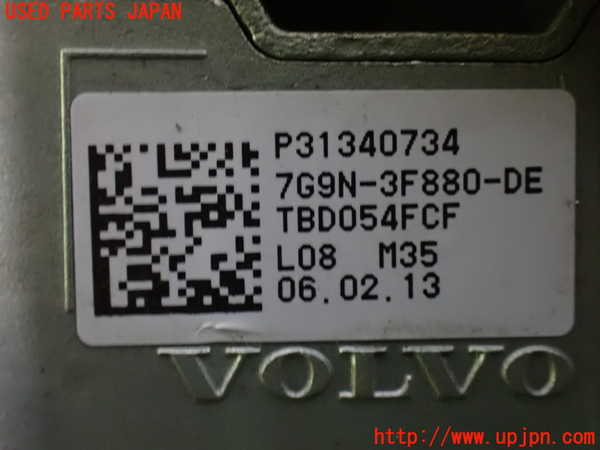 USED PARTS JAPAN
P31340734
7G9N-3F880-DE
TBD054FCF
L08 M35
06.02.13
VOLVO
http://www.upjpn.com